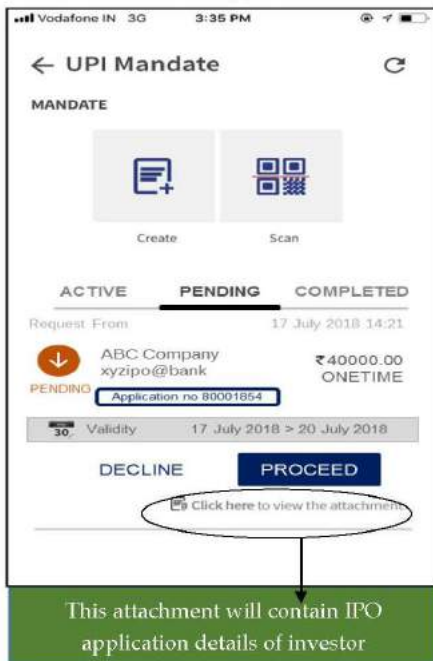 Vodafone IN 3G 3:35 PM
← UPI Mandate
MANDATE
Create Scan
ACTIVE PENDING COMPLETED
Request From 17 July 2018 14:21
ABC Company ₹40000.00
xyzipo@bank ONETIME
PENDING
Application no 80001854
30 Validity 17 July 2018 > 20 July 2018
DECLINE PROCEED
Click here to view the attachment
This attachment will contain IPO
application details of investor